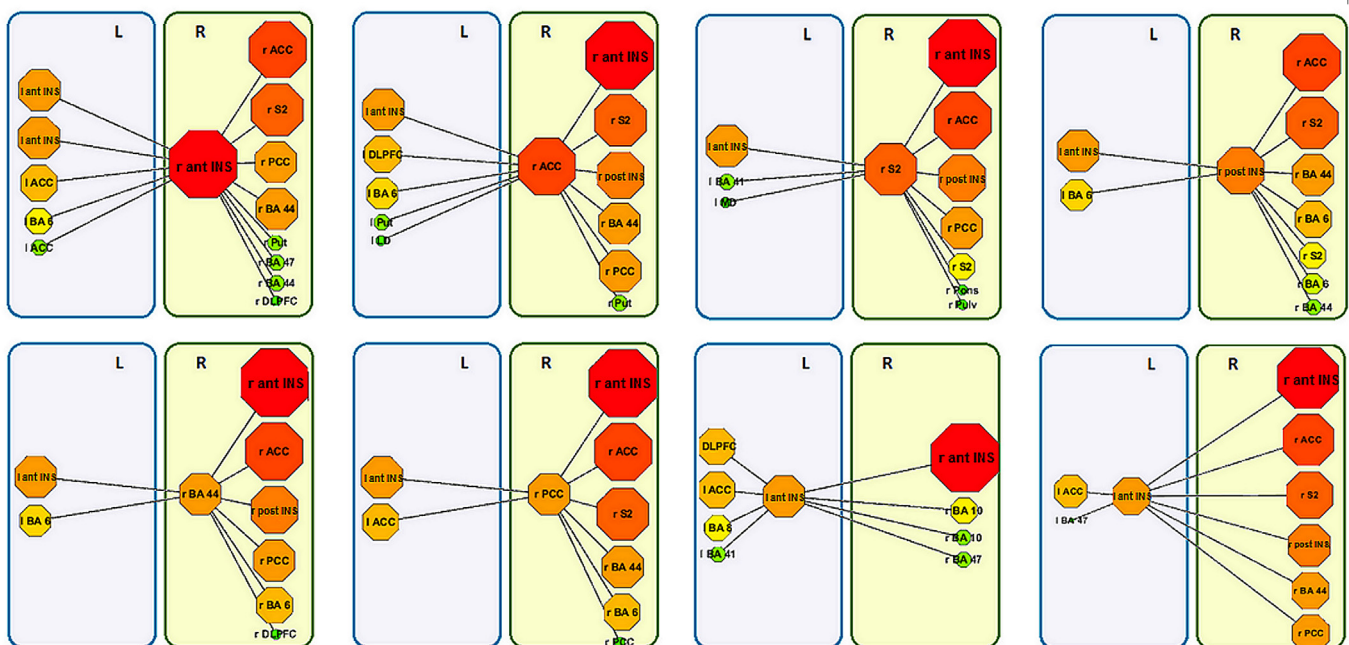 L R
r ACC
l ant INS
r S2
l ant INS
r ant INS
r PCC
l ACC
r BA 44
l BA 6
r Put
l ACC
r BA 47
r BA 44
r DLPFC
L R
r ant INS
l ant INS
r S2
l DLPFC
r ACC
r post INS
l BA 6
r BA 44
l Put
l LD
r PCC
r Put
L R
r ant INS
r ACC
l ant INS
r S2
r post INS
l BA 41
l MD
r PCC
r S2
r Pons
r Pulv
L R
r ACC
r S2
l ant INS
r post INS
r BA 44
l BA 6
r BA 6
r S2
r BA 6
r BA 44
L R
r ant INS
r ACC
l ant INS
r BA 44
r post INS
l BA 6
r PCC
r BA 6
r DLPFC
L R
r ant INS
r ACC
l ant INS
r PCC
r S2
l ACC
r BA 44
r BA 6
r PCC
L R
DLPFC
r ant INS
l ACC
l ant INS
r BA 10
l BA 8
r BA 10
l BA 41
r BA 47
L R
r ant INS
r ACC
l ACC
l ant INS
r S2
l BA 47
r post INS
r BA 44
r PCC